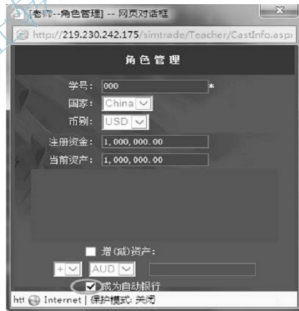 [老师--角色管理] -- 网页对话框
http://219.230.242.175/simtrade/Teacher/CastInfo.asp
角色管理
学号: 000 *
国家: China
币别: USD
注册资金: 1,000,000.00
当前资产: 1,000,000.00
增(减)资产:
+ AUD
成为自动银行
htt Internet | 保护模式: 关闭